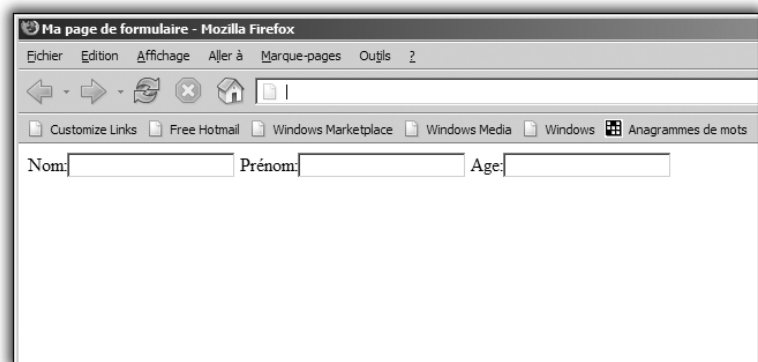 Ma page de formulaire - Mozilla Firefox
Fichier Edition Affichage Aller à Marque-pages Outils ?
Customize Links Free Hotmail Windows Marketplace Windows Media Windows Anagrammes de mots
Nom: Prénom: Age: